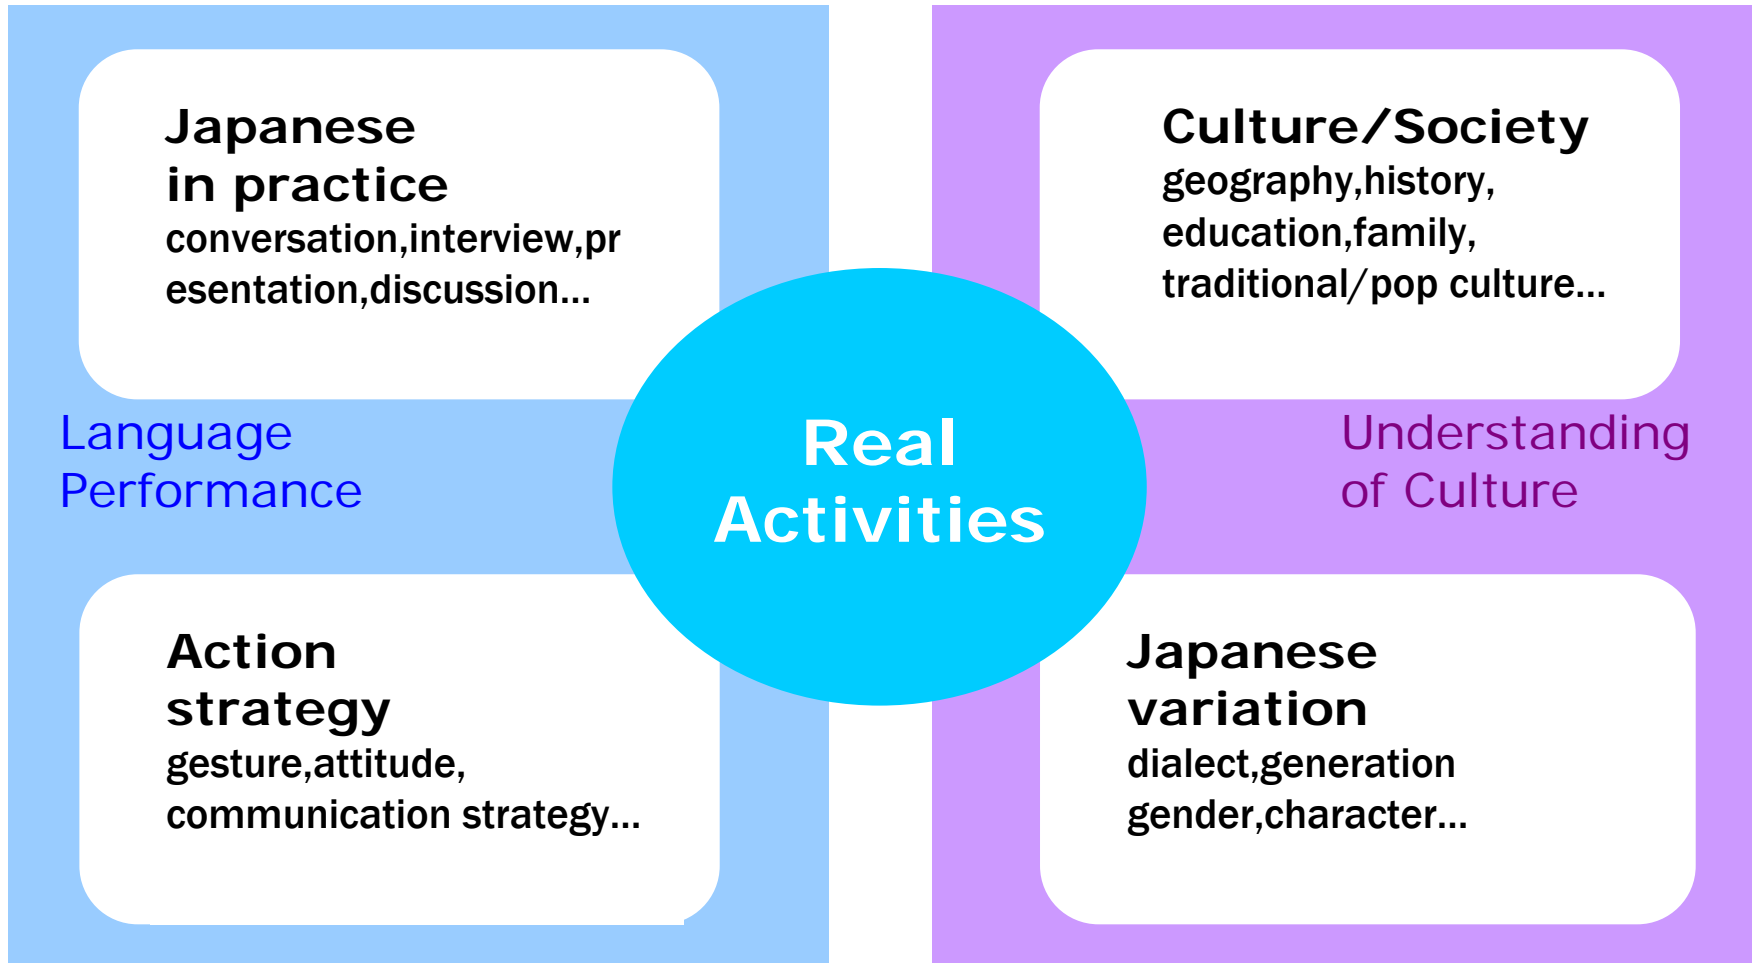 Japanese
in practice
conversation,interview,pr
esentation,discussion...
Language
Performance
Action
strategy
gesture,attitude,
communication strategy...
Real
Activities
Culture/Society
geography,history,
education,family,
traditional/pop culture...
Understanding
of Culture
Japanese
variation
dialect,generation
gender,character...